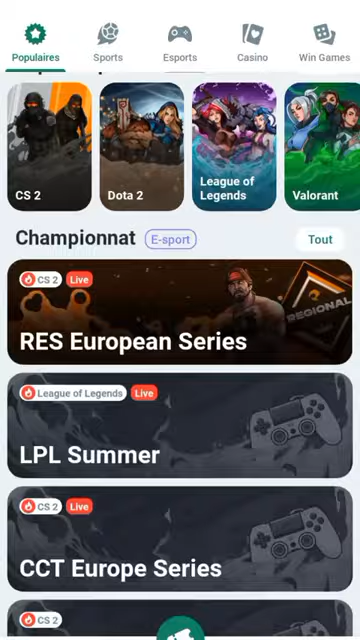 Populaires
Sports
Esports
Casino
Win Games
CS 2
Dota 2
League of
Legends
Valorant
Championnat
E-sport
Tout
CS 2
Live
REGIONAL
RES European Series
League of Legends
Live
LPL Summer
CS 2
Live
CCT Europe Series
CS 2